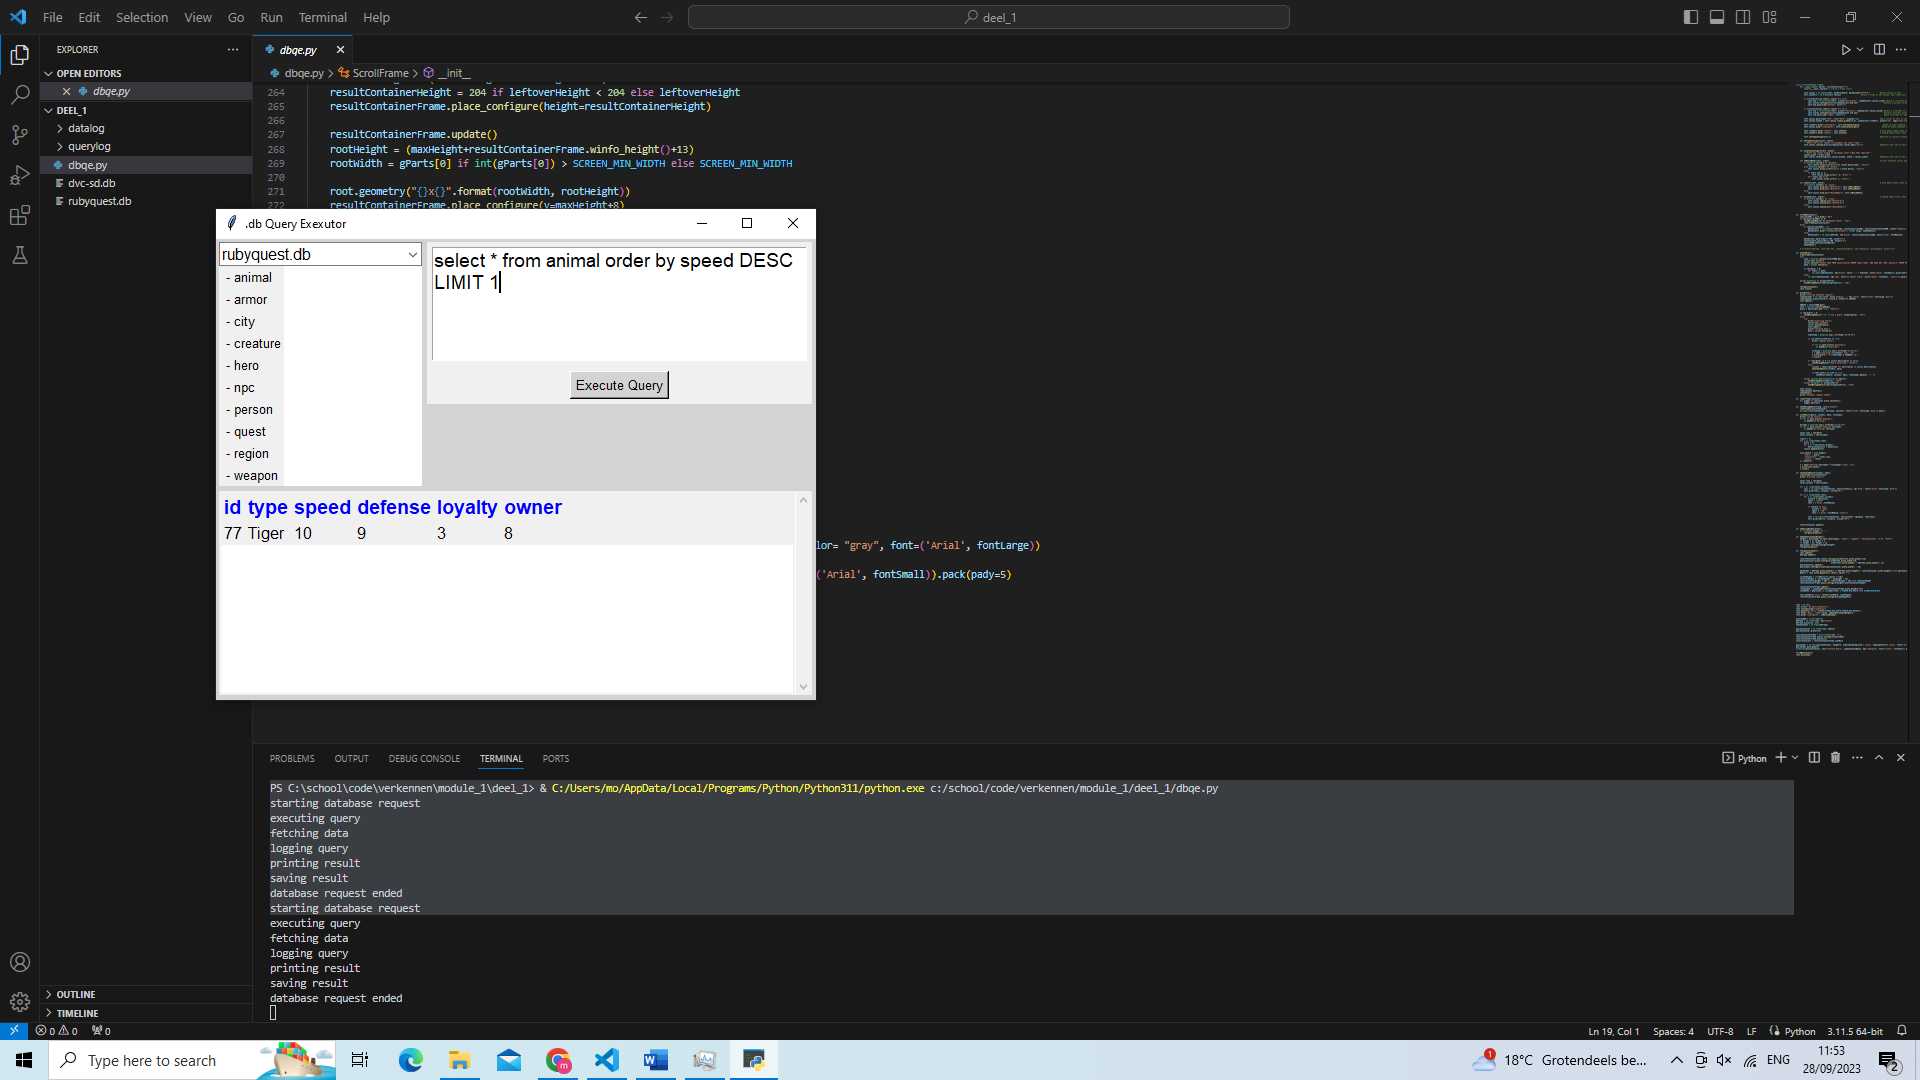 File Edit Selection View Go Run Terminal Help
deel_1
EXPLORER
OPEN EDITORS
dbqe.py
DEEL_1
datalog
querylog
dbqe.py
dvc-sd.db
rubyquest.db
OUTLINE
TIMELINE
dbqe.py
dbqe.py > ScrollFrame > __init__
264 resultContainerHeight = 204 if leftoverHeight < 204 else leftoverHeight
265 resultContainerFrame.place_configure(height=resultContainerHeight)
266
267 resultContainerFrame.update()
268 rootHeight = (maxHeight+resultContainerFrame.winfo_height()+13)
269 rootWidth = gParts[0] if int(gParts[0]) > SCREEN_MIN_WIDTH else SCREEN_MIN_WIDTH
270
271 root.geometry("{}x{}".format(rootWidth, rootHeight))
272 resultContainerFrame.place_configure(y=maxHeight+8)
.db Query Exexutor
rubyquest.db
- animal
- armor
- city
- creature
- hero
- npc
- person
- quest
- region
- weapon
select * from animal order by speed DESC
LIMIT 1
Execute Query
id type speed defense loyalty owner
77 Tiger 10 9 3 8
lor= "gray", font=('Arial', fontLarge))
('Arial', fontSmall)).pack(pady=5)
PROBLEMS OUTPUT DEBUG CONSOLE TERMINAL PORTS
Python
PS C:\school\code\verkennen\module_1\deel_1> & C:/Users/mo/AppData/Local/Programs/Python/Python311/python.exe c:/school/code/verkennen/module_1/deel_1/dbqe.py
starting database request
executing query
fetching data
logging query
printing result
saving result
database request ended
starting database request
executing query
fetching data
logging query
printing result
saving result
database request ended
0 0 0
Ln 19, Col 1 Spaces: 4 UTF-8 LF Python 3.11.5 64-bit
Type here to search
1 18°C Grotendeels be...
ENG
11:53
28/09/2023
2